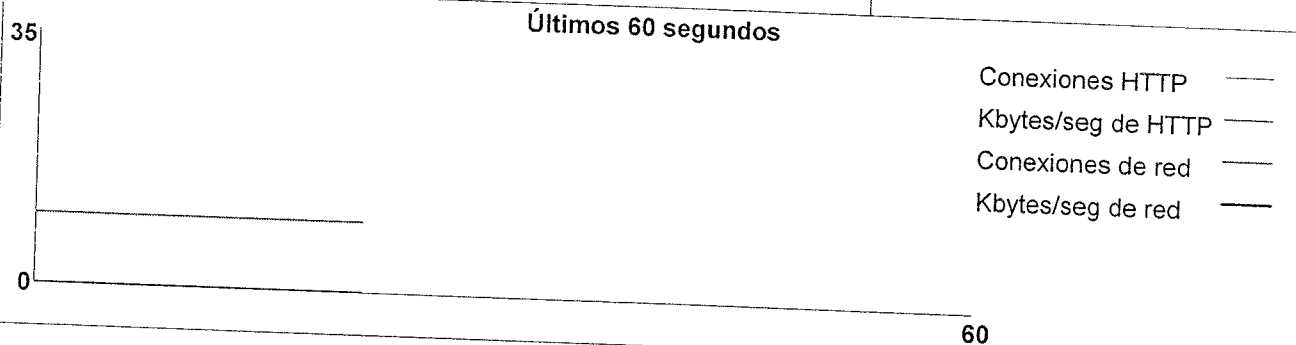 Últimos 60 segundos
35
Conexiones HTTP
Kbytes/seg de HTTP
Conexiones de red
Kbytes/seg de red
0
60